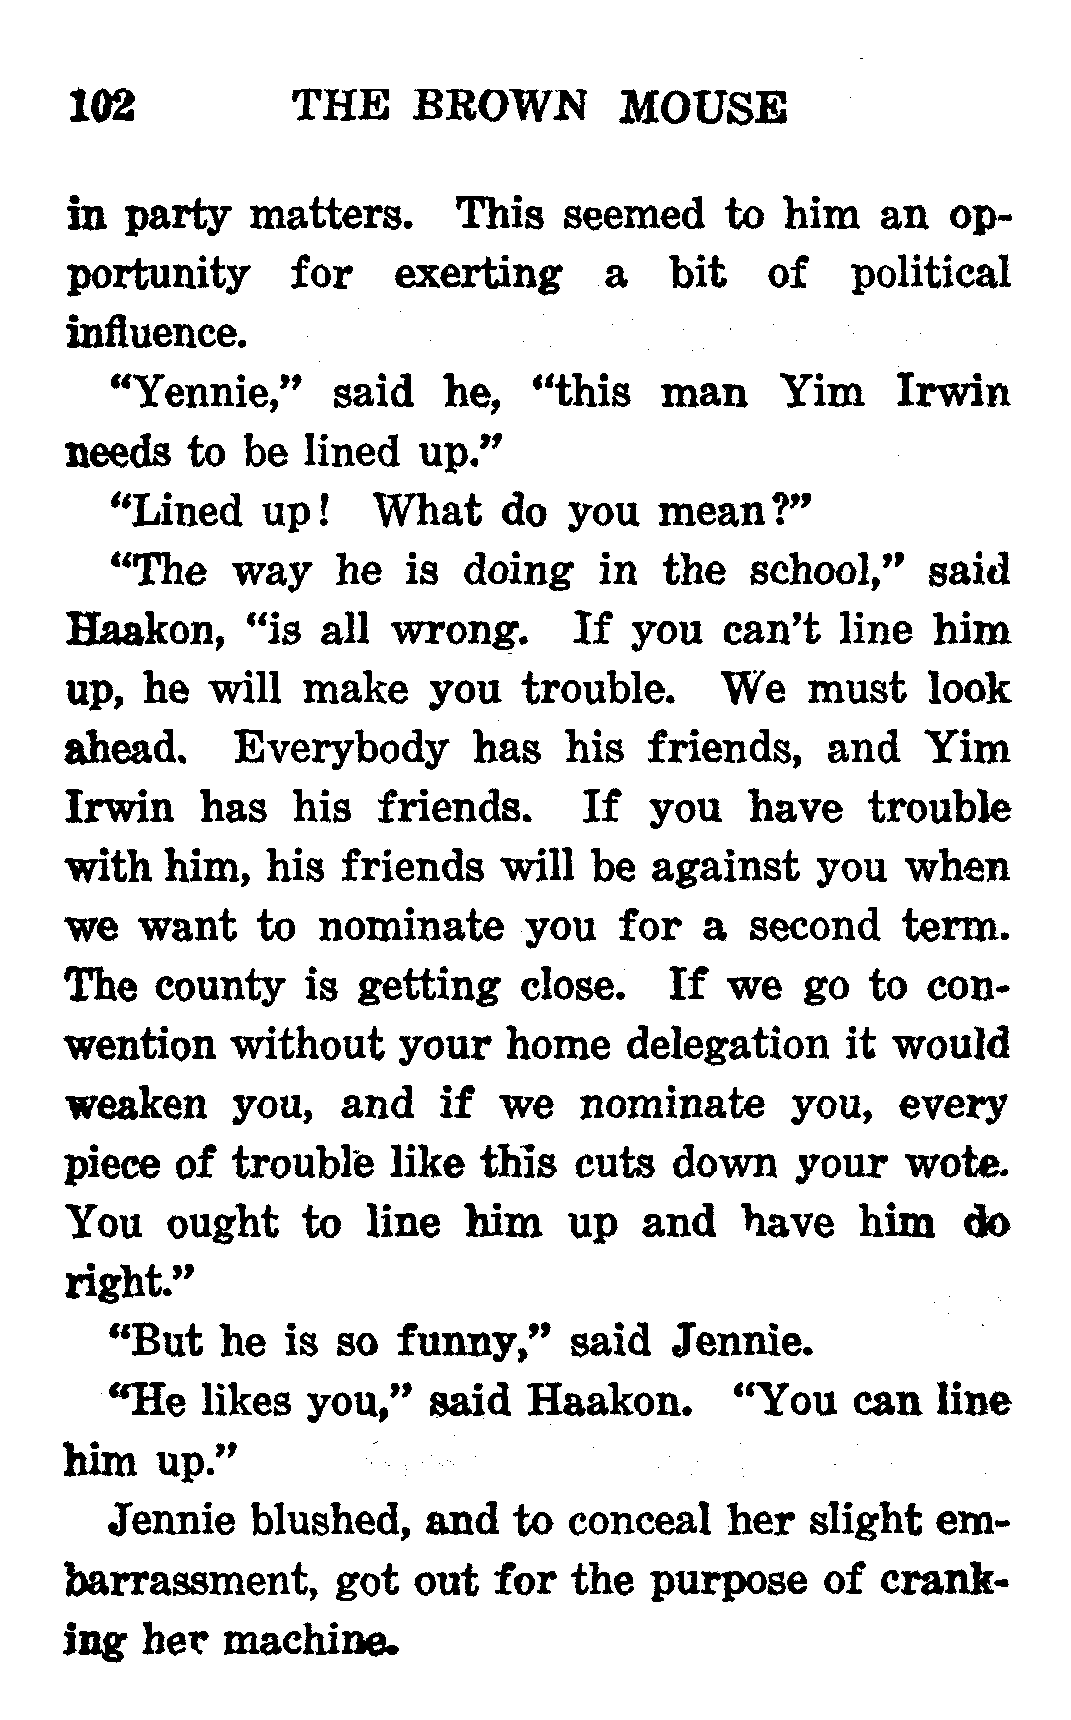 102 THE BROWN MOUSE
in party matters. This seemed to him an op-
portunity for exerting a bit of political
influence.
“Yennie,” said he, “this man Yim Irwin
needs to be lined up.”
“Lined up! What do you mean?”
“The way he is doing in the school,” said
Haakon, “is all wrong. If you can’t line him
up, he will make you trouble. We must look
ahead. Everybody has his friends, and Yim
Irwin has his friends. If you have trouble
with him, his friends will be against you when
we want to nominate you for a second term.
The county is getting close. If we go to con-
wention without your home delegation it would
weaken you, and if we nominate you, every
piece of trouble like this cuts down your wote.
You ought to line him up and have him do
right.”
“But he is so funny,” said Jennie.
“He likes you,” said Haakon. “You can line
him up.”
Jennie blushed, and to conceal her slight em-
barrassment, got out for the purpose of crank-
ing her machine.